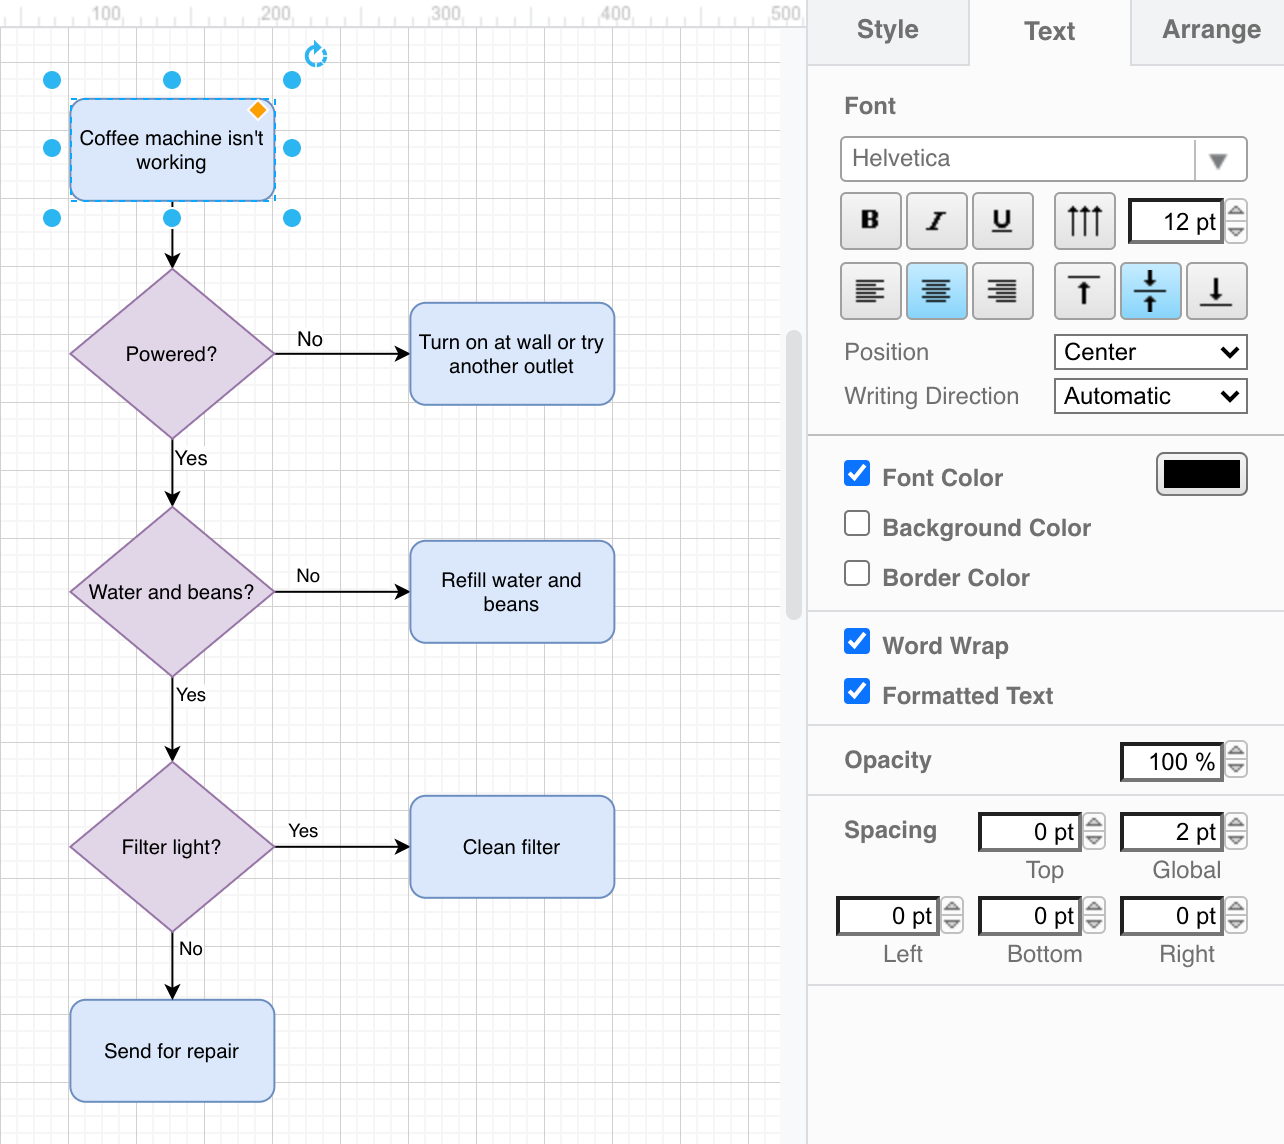 100
200
300
400
500
Coffee machine isn't
working
Powered?
No
Turn on at wall or try
another outlet
Yes
Water and beans?
No
Refill water and
beans
Yes
Filter light?
Yes
Clean filter
No
Send for repair
Style
Text
Arrange
Font
Helvetica
B I U
12 pt
Position
Center
Writing Direction
Automatic
Font Color
Background Color
Border Color
Word Wrap
Formatted Text
Opacity
100 %
Spacing
0 pt
2 pt
Top
Global
0 pt
0 pt
0 pt
Left
Bottom
Right